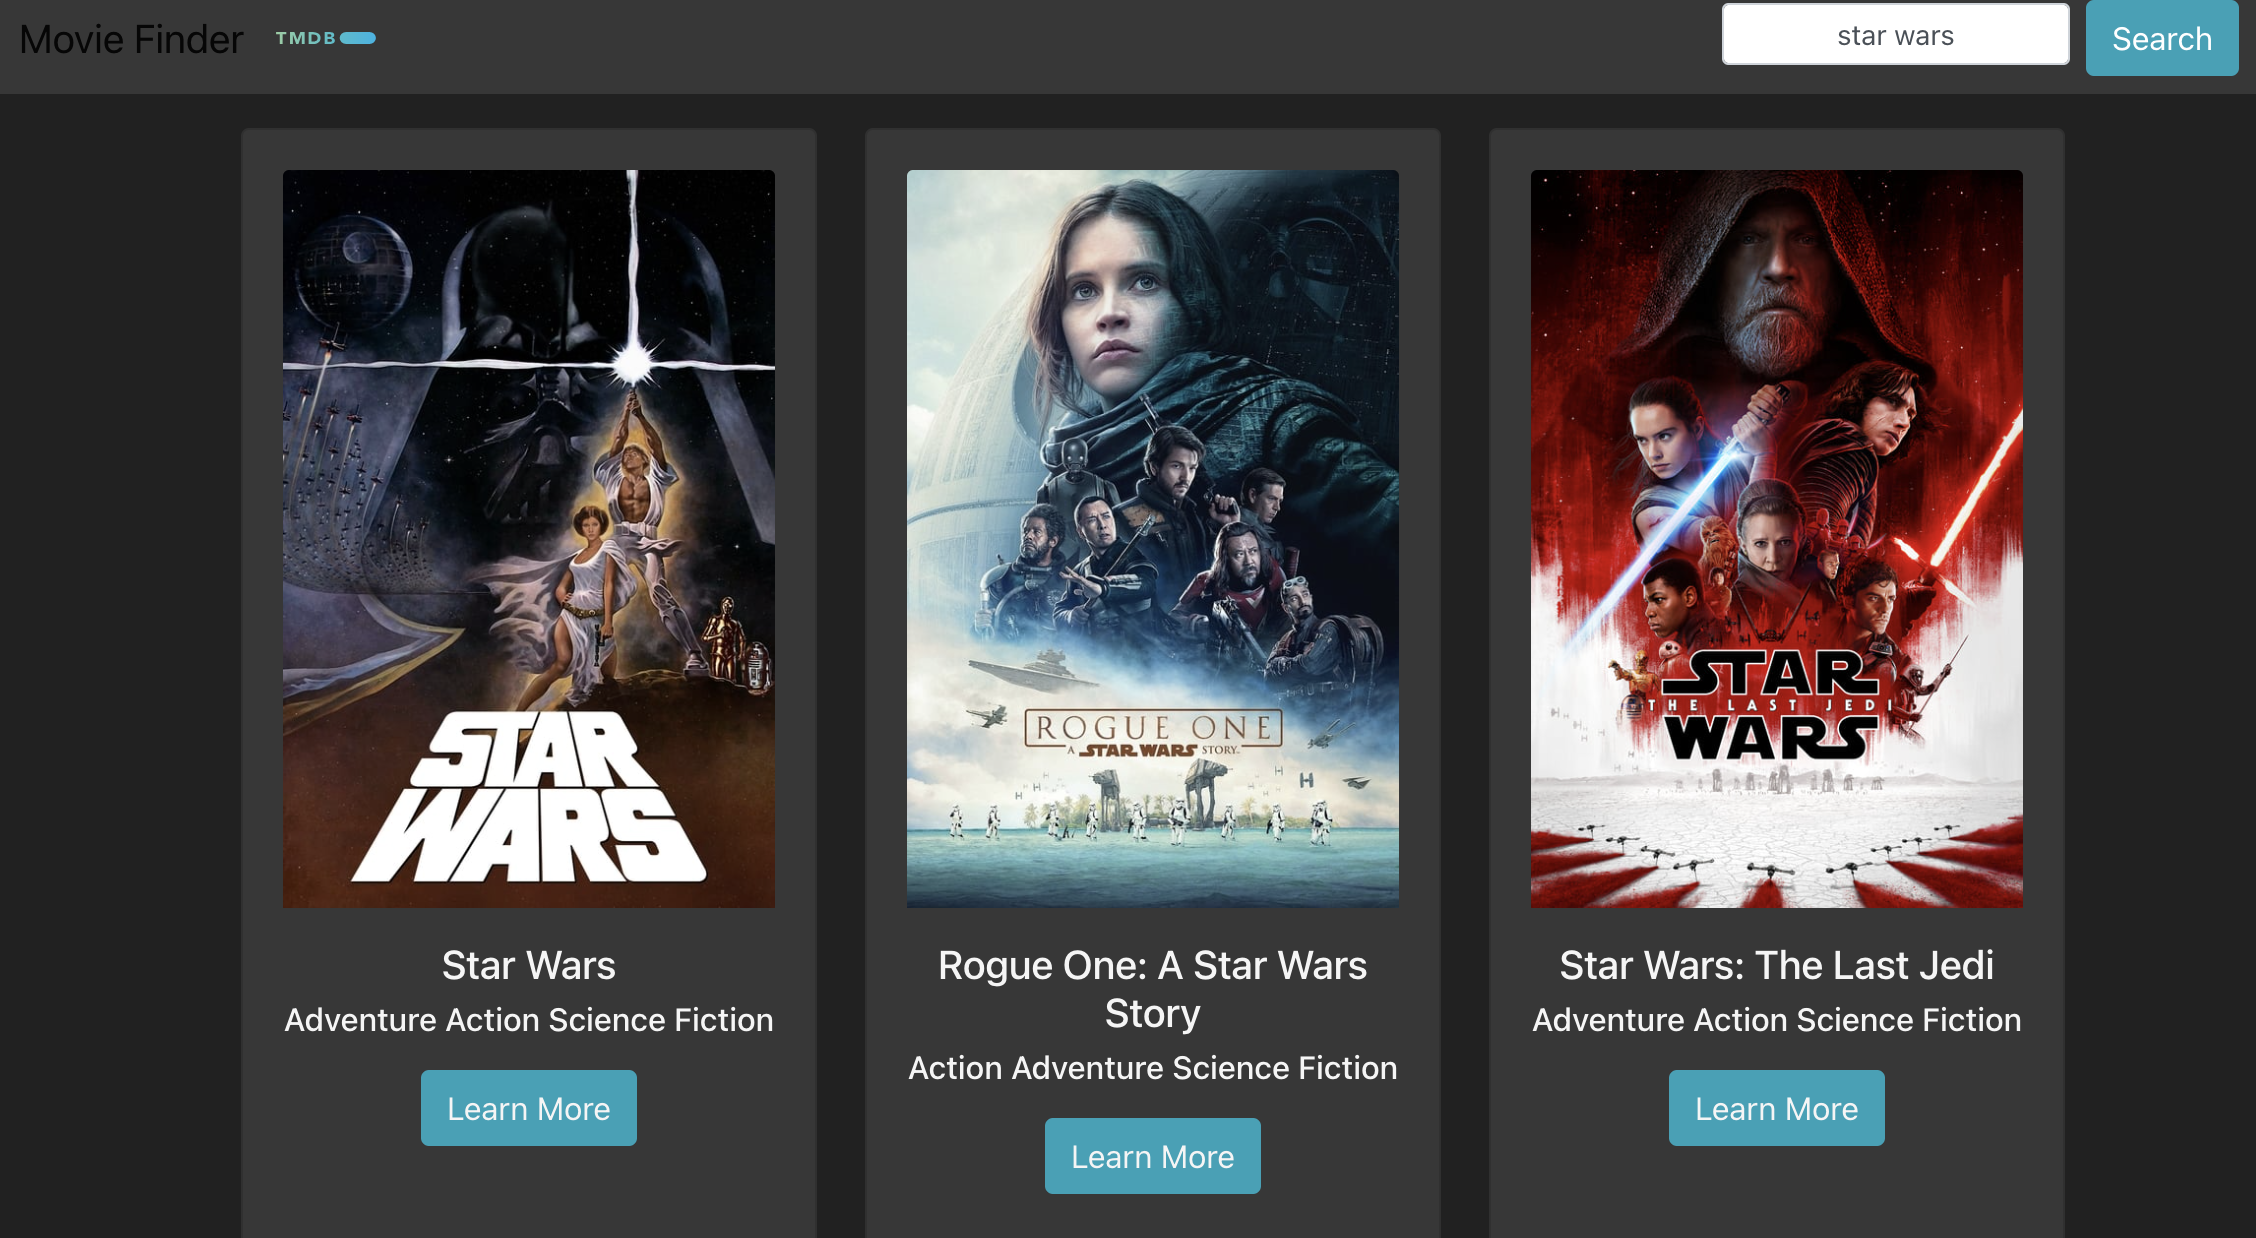 Movie Finder
TMDB
star wars
Search
STAR
WARS
ROGUE ONE
A STAR WARS STORY
STAR
THE LAST JEDI
WARS
Star Wars
Adventure Action Science Fiction
Learn More
Rogue One: A Star Wars
Story
Action Adventure Science Fiction
Learn More
Star Wars: The Last Jedi
Adventure Action Science Fiction
Learn More